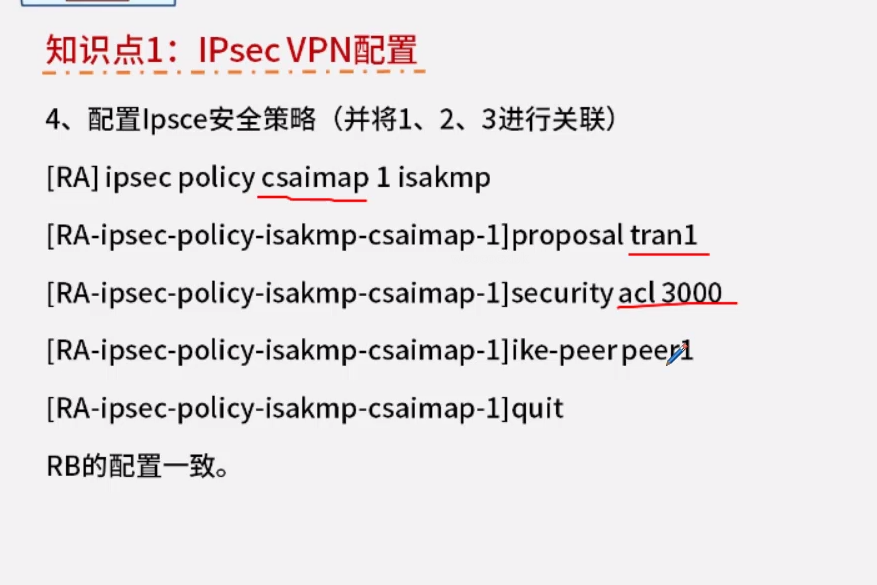 知识点1：IPsec VPN配置
4、配置Ipsce安全策略（并将1、2、3进行关联）
[RA] ipsec policy csaimap 1 isakmp
[RA-ipsec-policy-isakmp-csaimap-1]proposal tran1
[RA-ipsec-policy-isakmp-csaimap-1]security acl 3000
[RA-ipsec-policy-isakmp-csaimap-1]ike-peer peer1
[RA-ipsec-policy-isakmp-csaimap-1]quit
RB的配置一致。